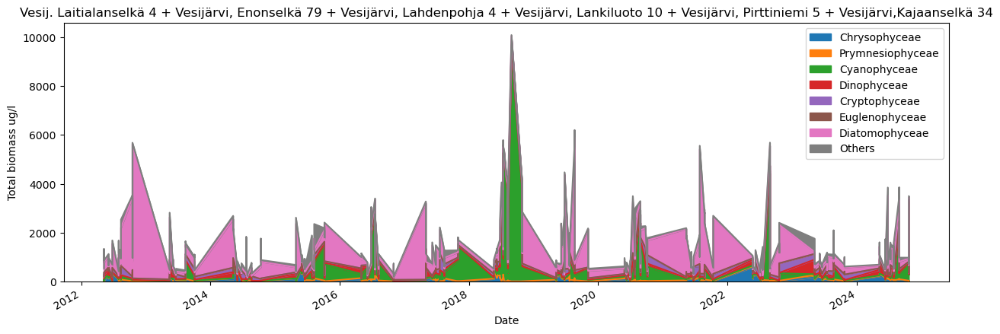 Vesij. Laitialanselkä 4 + Vesijärvi, Enonselkä 79 + Vesijärvi, Lahdenpohja 4 + Vesijärvi, Lankiluoto 10 + Vesijärvi, Pirttiniemi 5 + Vesijärvi,Kajaanselkä 34
10000
8000
6000
4000
2000
0
Total biomass ug/l
Chrysophyceae
Prymnesiophyceae
Cyanophyceae
Dinophyceae
Cryptophyceae
Euglenophyceae
Diatomophyceae
Others
2012
2014
2016
2018
2020
2022
2024
Date